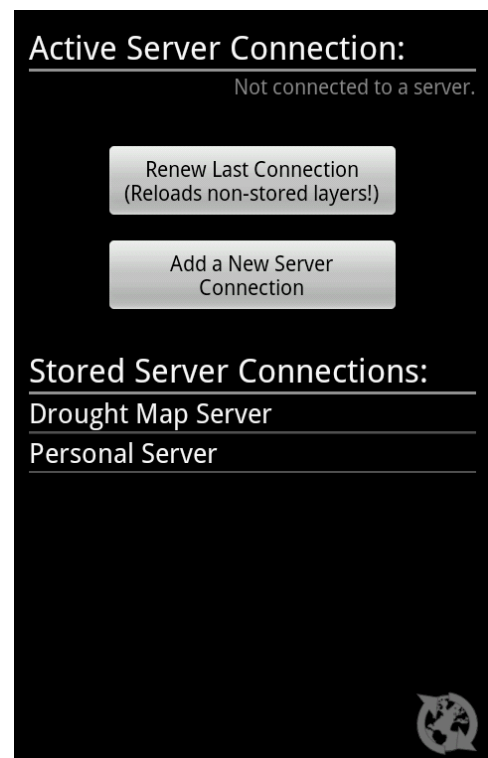 Active Server Connection:
Not connected to a server.
Renew Last Connection
(Reloads non-stored layers!)
Add a New Server
Connection
Stored Server Connections:
Drought Map Server
Personal Server